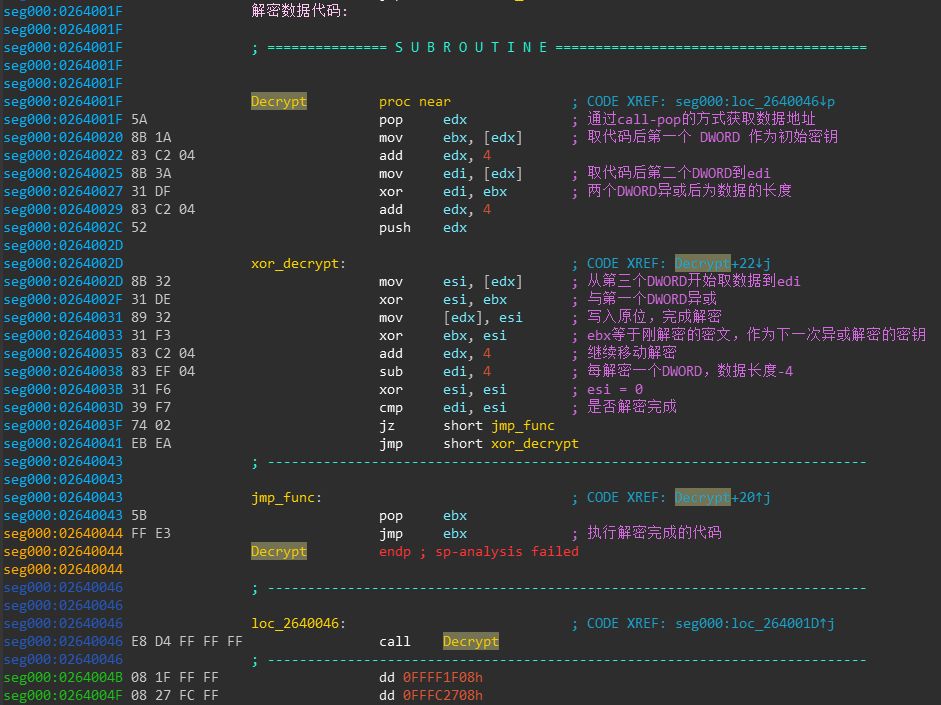 seg000:0264001F 解密数据代码:
seg000:0264001F
seg000:0264001F ; =============== S U B R O U T I N E =======================================
seg000:0264001F
seg000:0264001F
seg000:0264001F Decrypt proc near ; CODE XREF: seg000:loc_2640046↓p
seg000:0264001F 5A pop edx ; 通过call-pop的方式获取数据地址
seg000:02640020 8B 1A mov ebx, [edx] ; 取代码后第一个 DWORD 作为初始密钥
seg000:02640022 83 C2 04 add edx, 4
seg000:02640025 8B 3A mov edi, [edx] ; 取代码后第二个DWORD到edi
seg000:02640027 31 DF xor edi, ebx ; 两个DWORD异或后为数据的长度
seg000:02640029 83 C2 04 add edx, 4
seg000:0264002C 52 push edx
seg000:0264002D
seg000:0264002D xor_decrypt: ; CODE XREF: Decrypt+22↓j
seg000:0264002D 8B 32 mov esi, [edx] ; 从第三个DWORD开始取数据到edi
seg000:0264002F 31 DE xor esi, ebx ; 与第一个DWORD异或
seg000:02640031 89 32 mov [edx], esi ; 写入原位，完成解密
seg000:02640033 31 F3 xor ebx, esi ; ebx等于刚解密的密文，作为下一次异或解密的密钥
seg000:02640035 83 C2 04 add edx, 4 ; 继续移动解密
seg000:02640038 83 EF 04 sub edi, 4 ; 每解密一个DWORD，数据长度-4
seg000:0264003B 31 F6 xor esi, esi ; esi = 0
seg000:0264003D 39 F7 cmp edi, esi ; 是否解密完成
seg000:0264003F 74 02 jz short jmp_func
seg000:02640041 EB EA jmp short xor_decrypt
seg000:02640043 ; ---------------------------------------------------------------------------
seg000:02640043
seg000:02640043 jmp_func: ; CODE XREF: Decrypt+20↑j
seg000:02640043 5B pop ebx
seg000:02640044 FF E3 jmp ebx ; 执行解密完成的代码
seg000:02640044 Decrypt endp ; sp-analysis failed
seg000:02640044
seg000:02640046 ; ---------------------------------------------------------------------------
seg000:02640046
seg000:02640046 loc_2640046: ; CODE XREF: seg000:loc_264001D↑j
seg000:02640046 E8 D4 FF FF FF call Decrypt
seg000:02640046 ; ---------------------------------------------------------------------------
seg000:0264004B 08 1F FF FF dd 0FFFF1F08h
seg000:0264004F 08 27 FC FF dd 0FFFC2708h